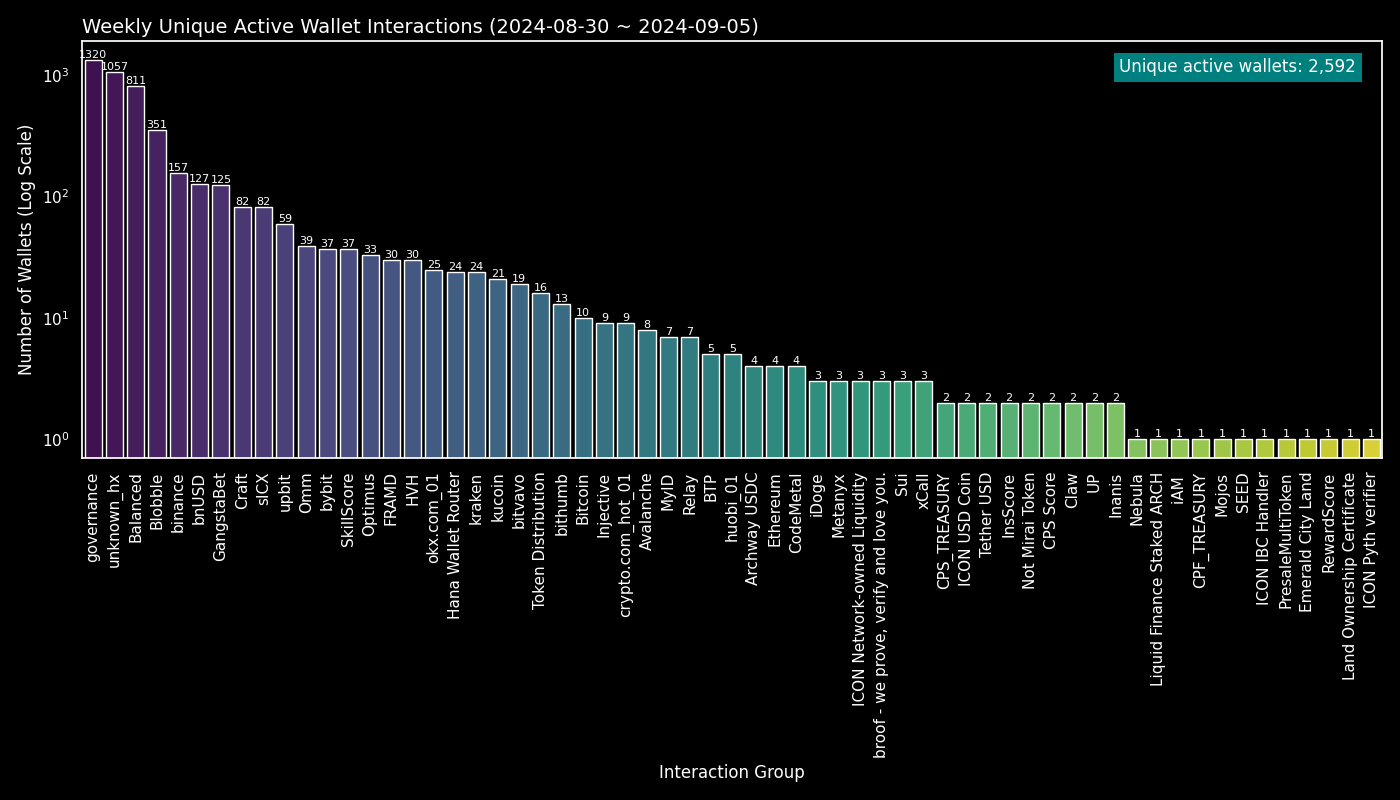 Weekly Unique Active Wallet Interactions (2024-08-30 ~ 2024-09-05)
Unique active wallets: 2,592
Number of Wallets (Log Scale)
10³
10²
10¹
10⁰
1320
1057
811
351
157
127
125
82
82
59
39
37
37
33
30
30
25
24
24
21
19
16
13
10
9
9
8
7
7
5
5
4
4
4
3
3
3
3
3
3
2
2
2
2
2
2
2
2
2
1
1
1
1
1
1
1
1
1
1
1
1
governance
unknown_hx
Balanced
Blobble
binance
bnUSD
GangstaBet
Craft
sICX
upbit
Omm
bybit
SkillScore
Optimus
FRAMD
HVH
okx.com_01
Hana Wallet Router
kraken
kucoin
bitvavo
Token Distribution
bithumb
Bitcoin
Injective
crypto.com_hot_01
Avalanche
MyID
Relay
BTP
huobi_01
Archway USDC
Ethereum
CodeMetal
iDoge
Metanyx
ICON Network-owned Liquidity
broof - we prove, verify and love you.
Sui
xCall
CPS_TREASURY
ICON USD Coin
Tether USD
InsScore
Not Mirai Token
CPS Score
Claw
UP
Inanis
Nebula
Liquid Finance Staked ARCH
iAM
CPF_TREASURY
Mojos
SEED
ICON IBC Handler
PresaleMultiToken
Emerald City Land
RewardScore
Land Ownership Certificate
ICON Pyth verifier
Interaction Group